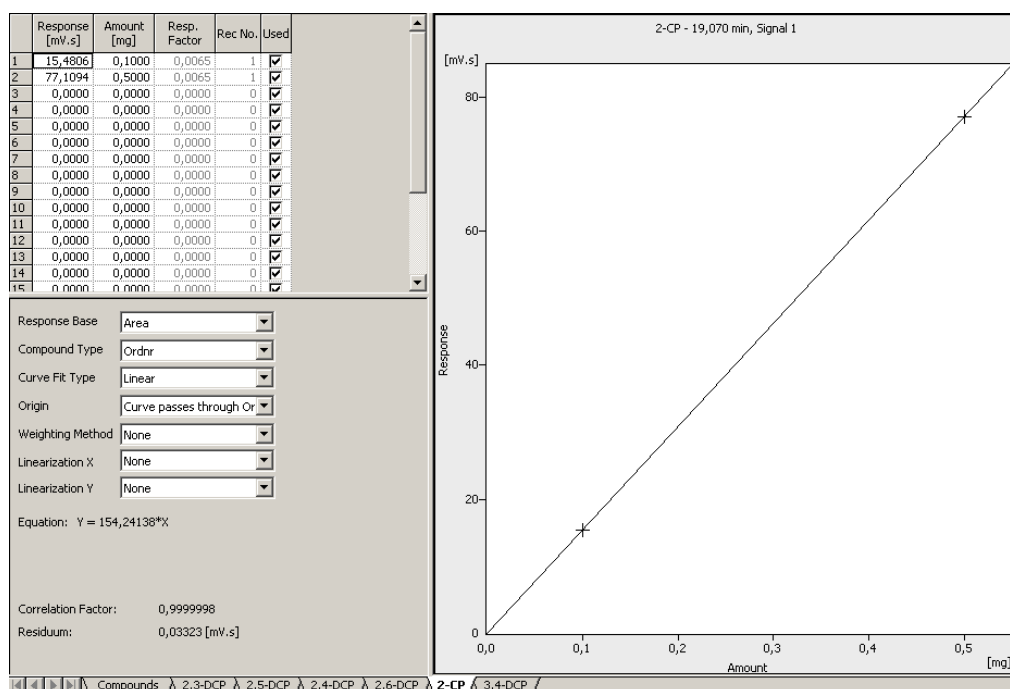 Response [mV.s] Amount [mg] Resp. Factor Rec No. Used
1 15,4806 0,1000 0,0065 1
2 77,1094 0,5000 0,0065 1
3 0,0000 0,0000 0,0000 0
4 0,0000 0,0000 0,0000 0
5 0,0000 0,0000 0,0000 0
6 0,0000 0,0000 0,0000 0
7 0,0000 0,0000 0,0000 0
8 0,0000 0,0000 0,0000 0
9 0,0000 0,0000 0,0000 0
10 0,0000 0,0000 0,0000 0
11 0,0000 0,0000 0,0000 0
12 0,0000 0,0000 0,0000 0
13 0,0000 0,0000 0,0000 0
14 0,0000 0,0000 0,0000 0
15 0,0000 0,0000 0,0000 0
Response Base Area
Compound Type Ordnr
Curve Fit Type Linear
Origin Curve passes through Or
Weighting Method None
Linearization X None
Linearization Y None
Equation: Y = 154,24138*X
Correlation Factor: 0,9999998
Residuum: 0,03323 [mV.s]
2-CP - 19,070 min, Signal 1
[mV.s]
80
60
Response
40
20
0
0,0 0,1 0,2 0,3 0,4 0,5
Amount [mg]
Compounds 2.3-DCP 2.5-DCP 2.4-DCP 2.6-DCP 2-CP 3.4-DCP